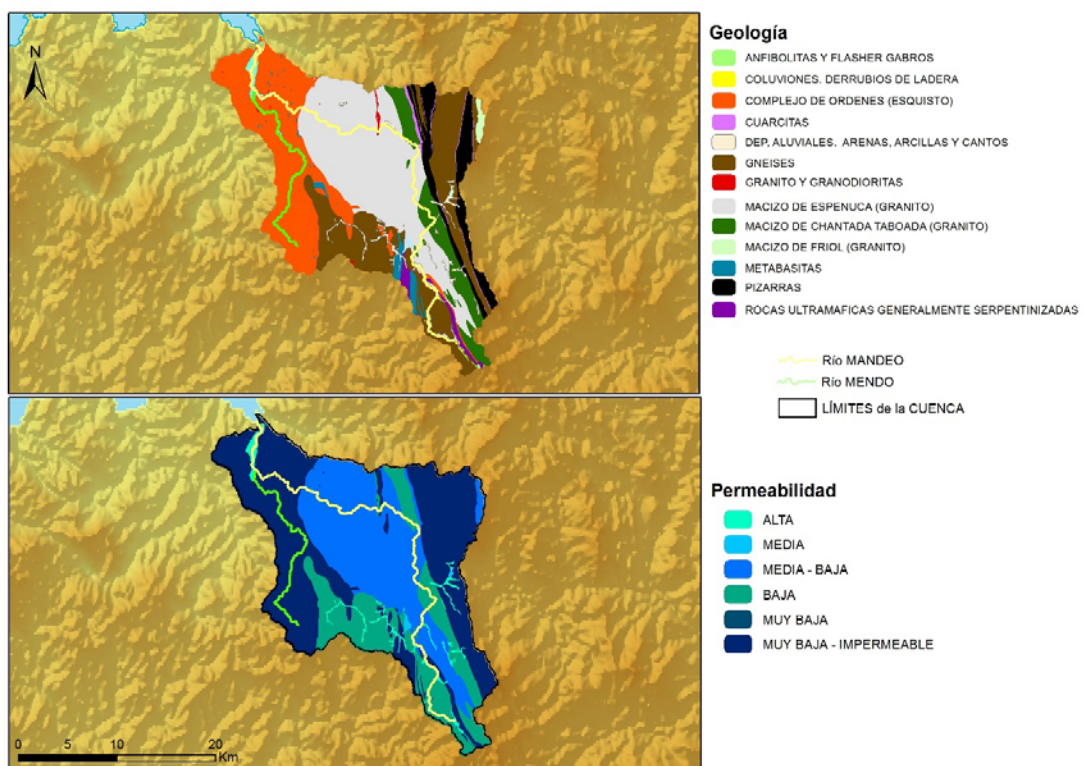 N
Geología
ANFIBOLITAS Y FLASHER GABROS
COLUVIONES. DERRUBIOS DE LADERA
COMPLEJO DE ORDENES (ESQUISTO)
CUARCITAS
DEP. ALUVIALES. ARENAS, ARCILLAS Y CANTOS
GNEISES
GRANITO Y GRANODIORITAS
MACIZO DE ESPENUCA (GRANITO)
MACIZO DE CHANTADA TABOADA (GRANITO)
MACIZO DE FRIOL (GRANITO)
METABASITAS
PIZARRAS
ROCAS ULTRAMAFICAS GENERALMENTE SERPENTINIZADAS
Río MANDEO
Río MENDO
LÍMITES de la CUENCA
Permeabilidad
ALTA
MEDIA
MEDIA - BAJA
BAJA
MUY BAJA
MUY BAJA - IMPERMEABLE
0 5 10 20
Km